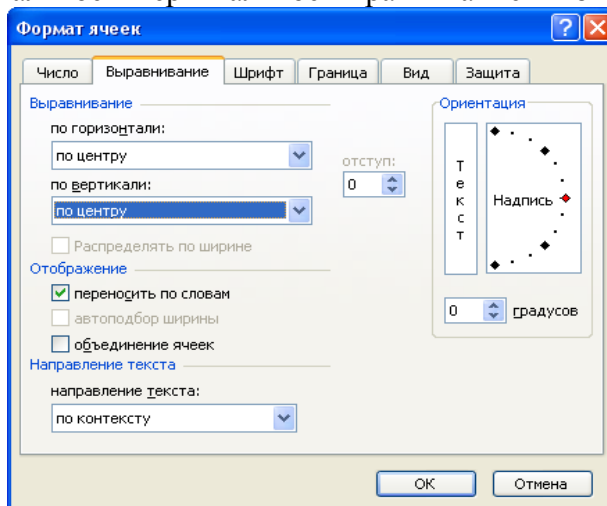 Формат ячеек
Число Выравнивание Шрифт Граница Вид Защита
Выравнивание
по горизонтали:
по центру
отступ:
0
по вертикали:
по центру
Распределять по ширине
Отображение
переносить по словам
автоподбор ширины
объединение ячеек
Направление текста
направление текста:
по контексту
Ориентация
Текст
Надпись
0 градусов
ОК Отмена